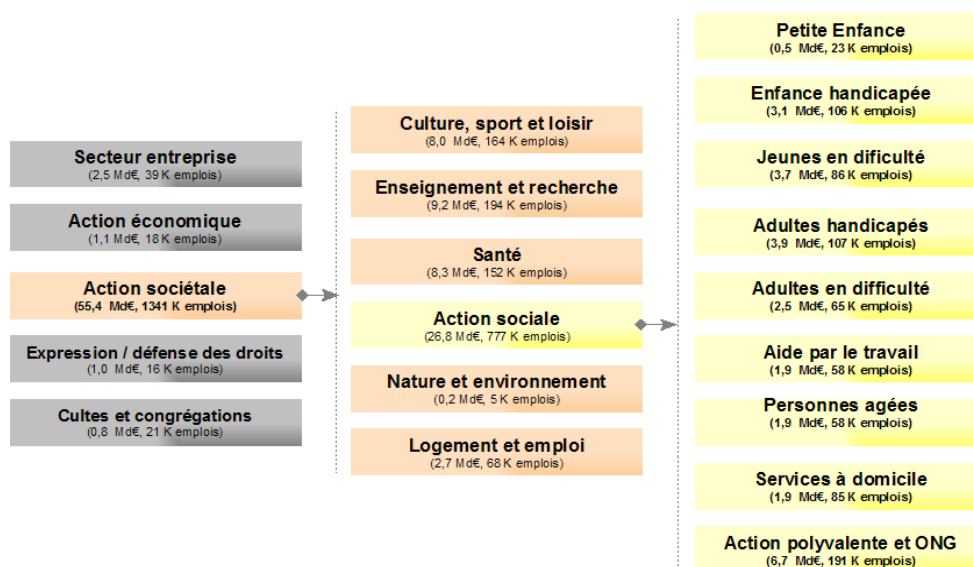 Secteur entreprise
(2,5 Md€, 39 K emplois)
Action économique
(1,1 Md€, 18 K emplois)
Action sociétale
(55,4 Md€, 1341 K emplois)
Expression / défense des droits
(1,0 Md€, 16 K emplois)
Cultes et congrégations
(0,8 Md€, 21 K emplois)
Culture, sport et loisir
(8,0 Md€, 164 K emplois)
Enseignement et recherche
(9,2 Md€, 194 K emplois)
Santé
(8,3 Md€, 152 K emplois)
Action sociale
(26,8 Md€, 777 K emplois)
Nature et environnement
(0,2 Md€, 5 K emplois)
Logement et emploi
(2,7 Md€, 68 K emplois)
Petite Enfance
(0,5 Md€, 23 K emplois)
Enfance handicapée
(3,1 Md€, 106 K emplois)
Jeunes en dificulté
(3,7 Md€, 86 K emplois)
Adultes handicapés
(3,9 Md€, 107 K emplois)
Adultes en difficulté
(2,5 Md€, 65 K emplois)
Aide par le travail
(1,9 Md€, 58 K emplois)
Personnes agées
(1,9 Md€, 58 K emplois)
Services à domicile
(1,9 Md€, 85 K emplois)
Action polyvalente et ONG
(6,7 Md€, 191 K emplois)